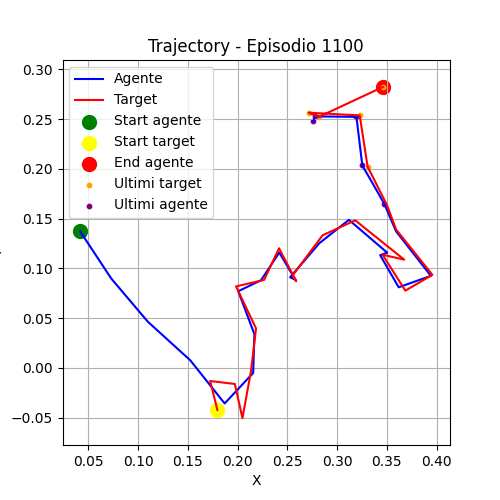 Trajectory - Episodio 1100
Agente
Target
Start agente
Start target
End agente
Ultimi target
Ultimi agente
0.30
0.25
0.20
0.15
0.10
0.05
0.00
−0.05
0.05
0.10
0.15
0.20
0.25
0.30
0.35
0.40
X